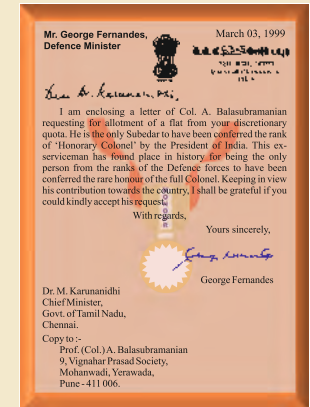 Mr. George Fernandes,
Defence Minister
March 03, 1999
I am enclosing a letter of Col. A. Balasubramanian
requesting for allotment of a flat from your discretionary
quota. He is the only Subedar to have been conferred the rank
of ‘Honorary Colonel’ by the President of India. This ex-
serviceman has found place in history for being the only
person from the rank of the Defence forces to have been
conferred the rare honour of the full Colonel. Keeping in view
his contribution towards the country, I shall be grateful if you
could kindly accept his request.
With regards,
Yours sincerely,
George Fernandes
Dr. M. Karunanidhi
Chief Minister,
Govt. of Tamil Nadu,
Chennai.
Copy to :-
Prof. (Col.) A. Balasubramanian
9, Vignahar Prasad Society,
Mohanwadi, Yerawada,
Pune - 411 006.